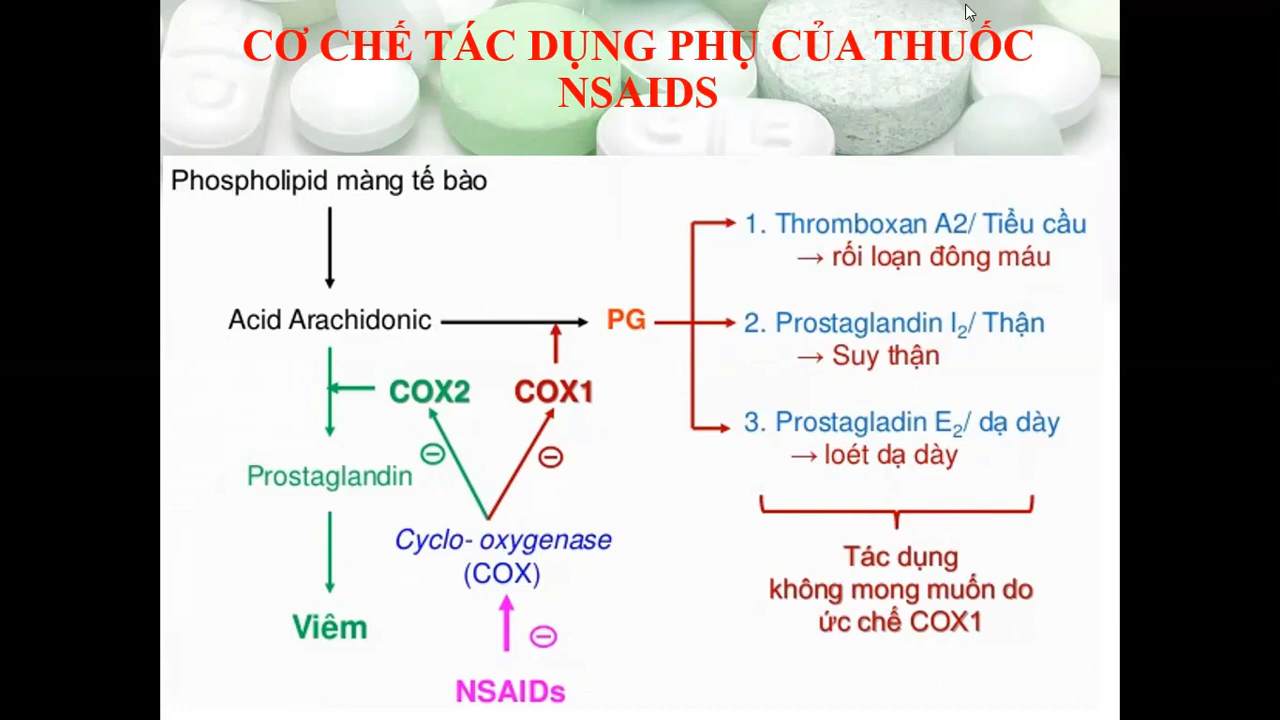 CƠ CHẾ TÁC DỤNG PHỤ CỦA THUỐC
NSAIDS
Phospholipid màng tế bào
Acid Arachidonic
PG
COX2
COX1
⊖
⊖
Prostaglandin
Cyclo- oxygenase
(COX)
Viêm
⊖
NSAIDs
1. Thromboxan A2/ Tiểu cầu
→ rối loạn đông máu
2. Prostaglandin I₂/ Thận
→ Suy thận
3. Prostagladin E₂/ dạ dày
→ loét dạ dày
Tác dụng
không mong muốn do
ức chế COX1